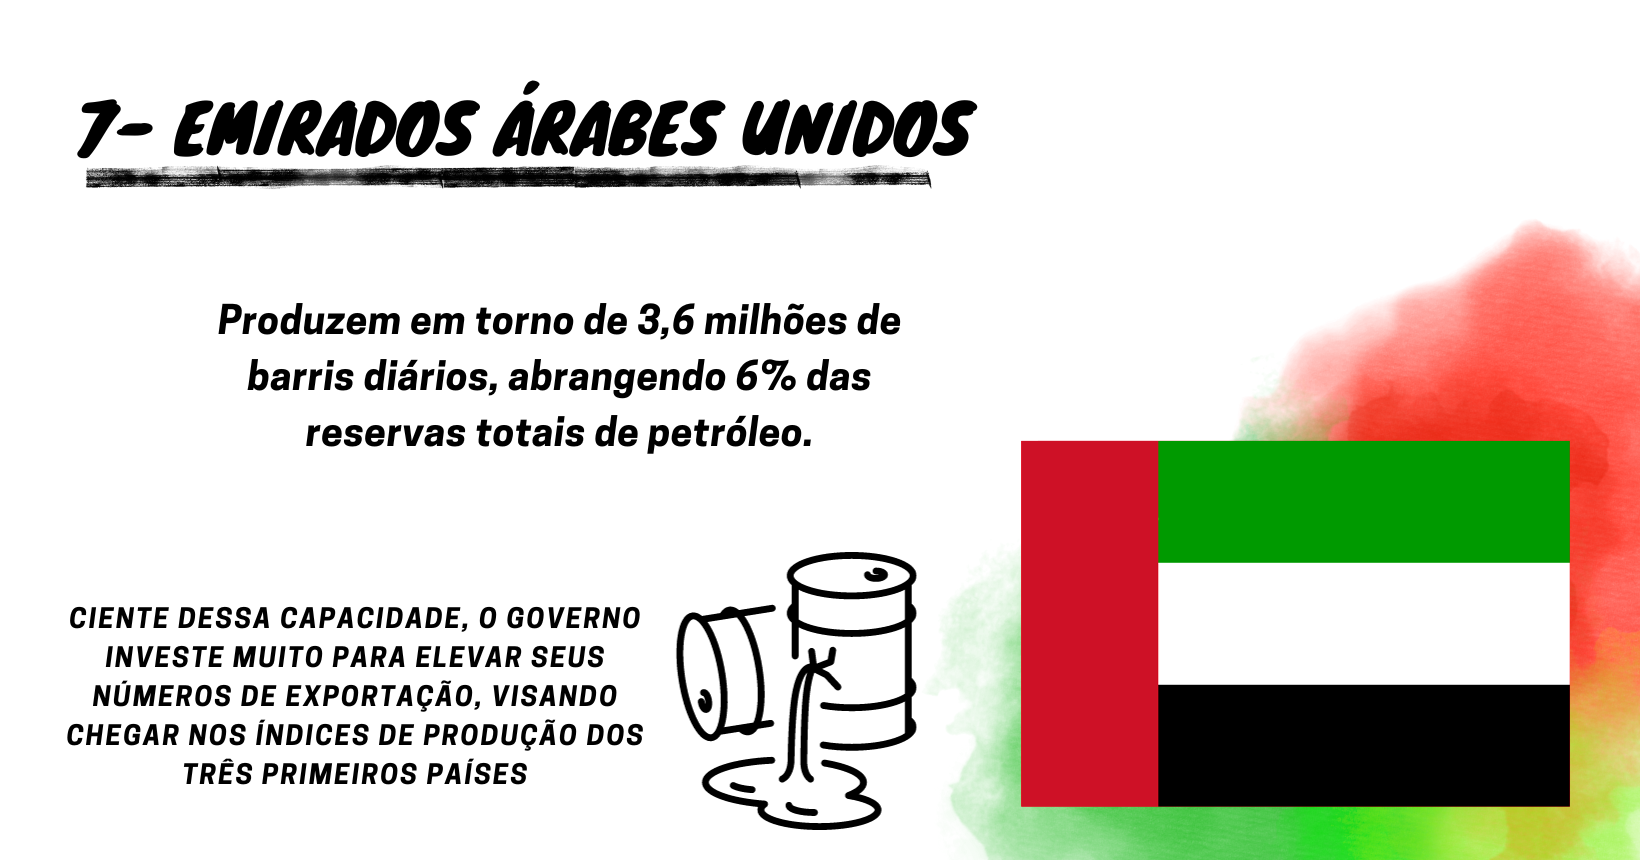 7- EMIRADOS ÁRABES UNIDOS
Produzem em torno de 3,6 milhões de
barris diários, abrangendo 6% das
reservas totais de petróleo.
CIENTE DESSA CAPACIDADE, O GOVERNO
INVESTE MUITO PARA ELEVAR SEUS
NÚMEROS DE EXPORTAÇÃO, VISANDO
CHEGAR NOS ÍNDICES DE PRODUÇÃO DOS
TRÊS PRIMEIROS PAÍSES